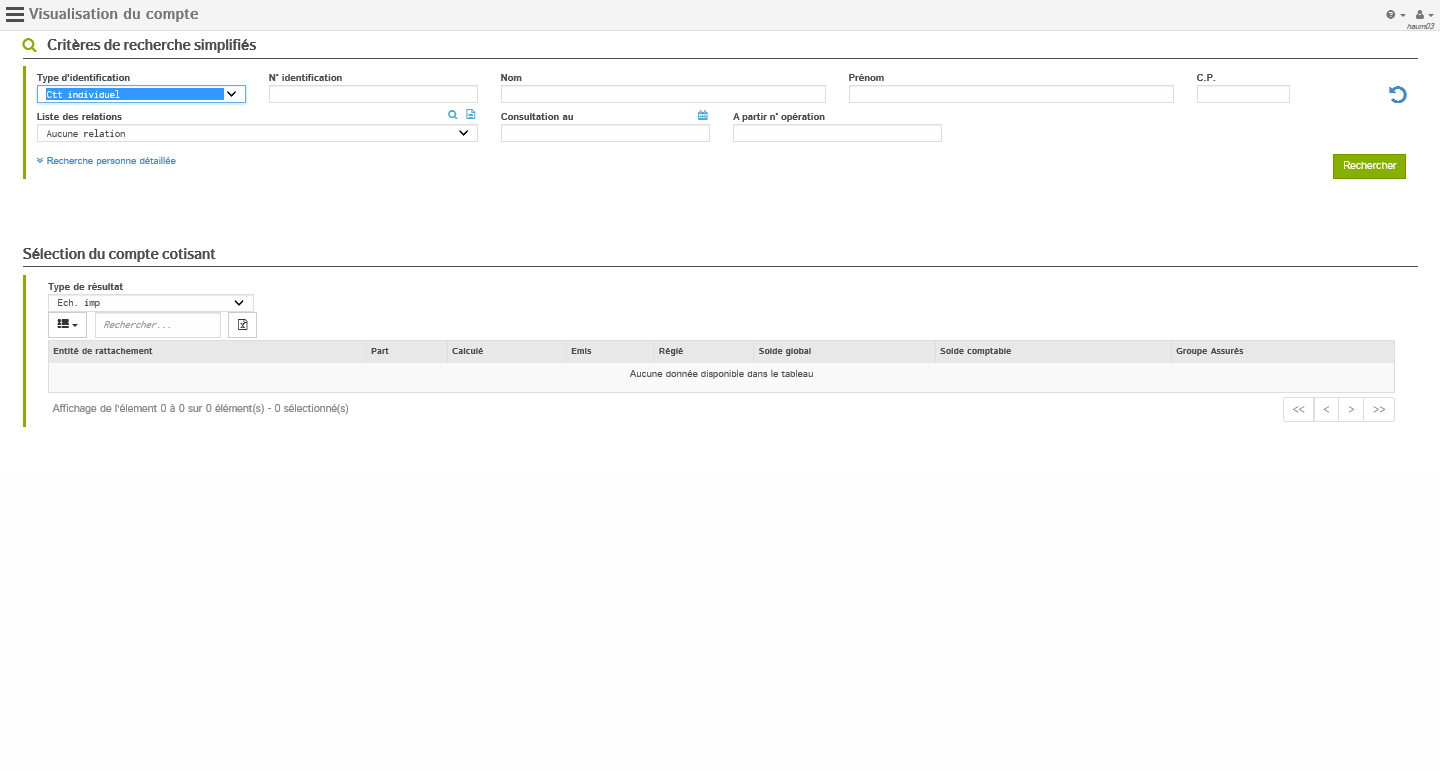 Visualisation du compte
haum03
Critères de recherche simplifiés
Type d'identification
N° identification
Nom
Prénom
C.P.
Ctt individuel
Liste des relations
Consultation au
A partir n° opération
Aucune relation
Recherche personne détaillée
Rechercher
Sélection du compte cotisant
Type de résultat
Ech. imp
Rechercher...
Entité de rattachement
Part
Calculé
Emis
Réglé
Solde global
Solde comptable
Groupe Assurés
Aucune donnée disponible dans le tableau
Affichage de l'élement 0 à 0 sur 0 élément(s) - 0 sélectionné(s)
<< < > >>